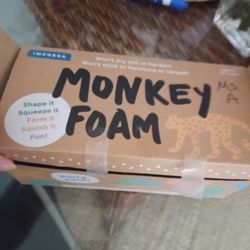 IMPRESA
Won't dry out or harden!
Won't stick to furniture or carpet!
MONKEY
FOAM
Shape it
Squeeze it.
Form it.
Squish it.
Fun!
Ms
A